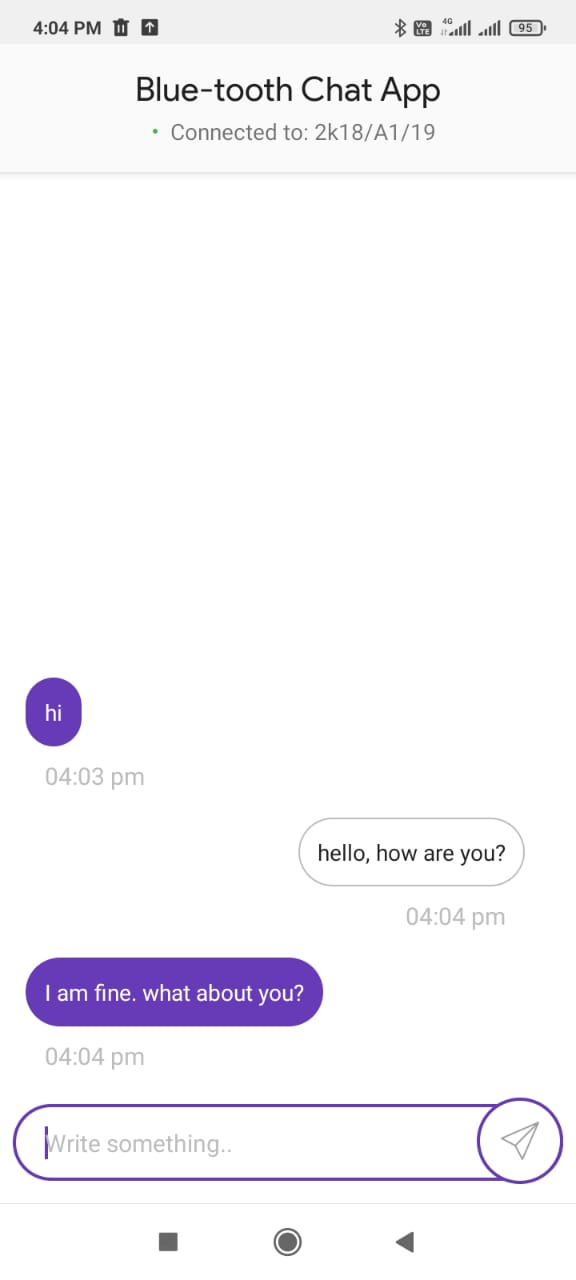 4:04 PM
Vo LTE 4G 95
Blue-tooth Chat App
• Connected to: 2k18/A1/19
hi
04:03 pm
hello, how are you?
04:04 pm
I am fine. what about you?
04:04 pm
Write something..